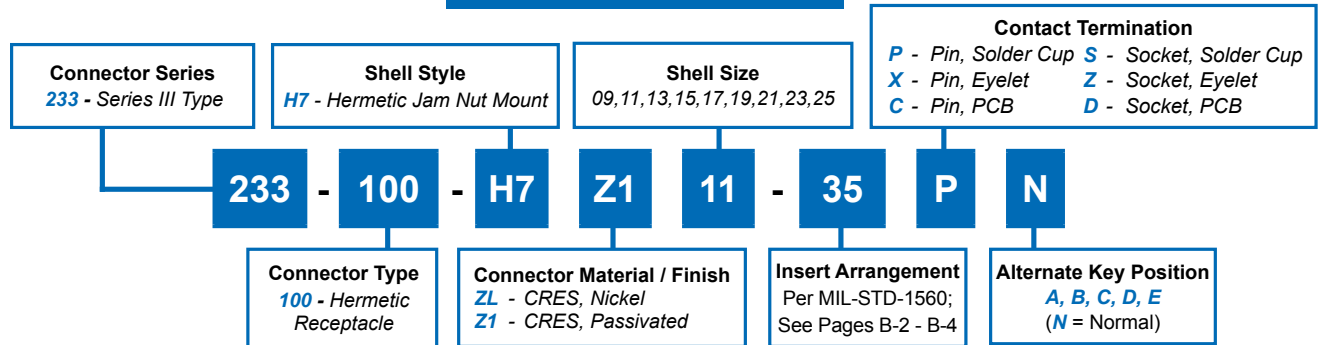 Connector Series
233 - Series III Type
Shell Style
H7 - Hermetic Jam Nut Mount
Shell Size
09,11,13,15,17,19,21,23,25
Contact Termination
P - Pin, Solder Cup S - Socket, Solder Cup
X - Pin, Eyelet Z - Socket, Eyelet
C - Pin, PCB D - Socket, PCB
233 - 100 - H7 Z1 11 - 35 P N
Connector Type
100 - Hermetic
Receptacle
Connector Material / Finish
ZL - CRES, Nickel
Z1 - CRES, Passivated
Insert Arrangement
Per MIL-STD-1560;
See Pages B-2 - B-4
Alternate Key Position
A, B, C, D, E
(N = Normal)